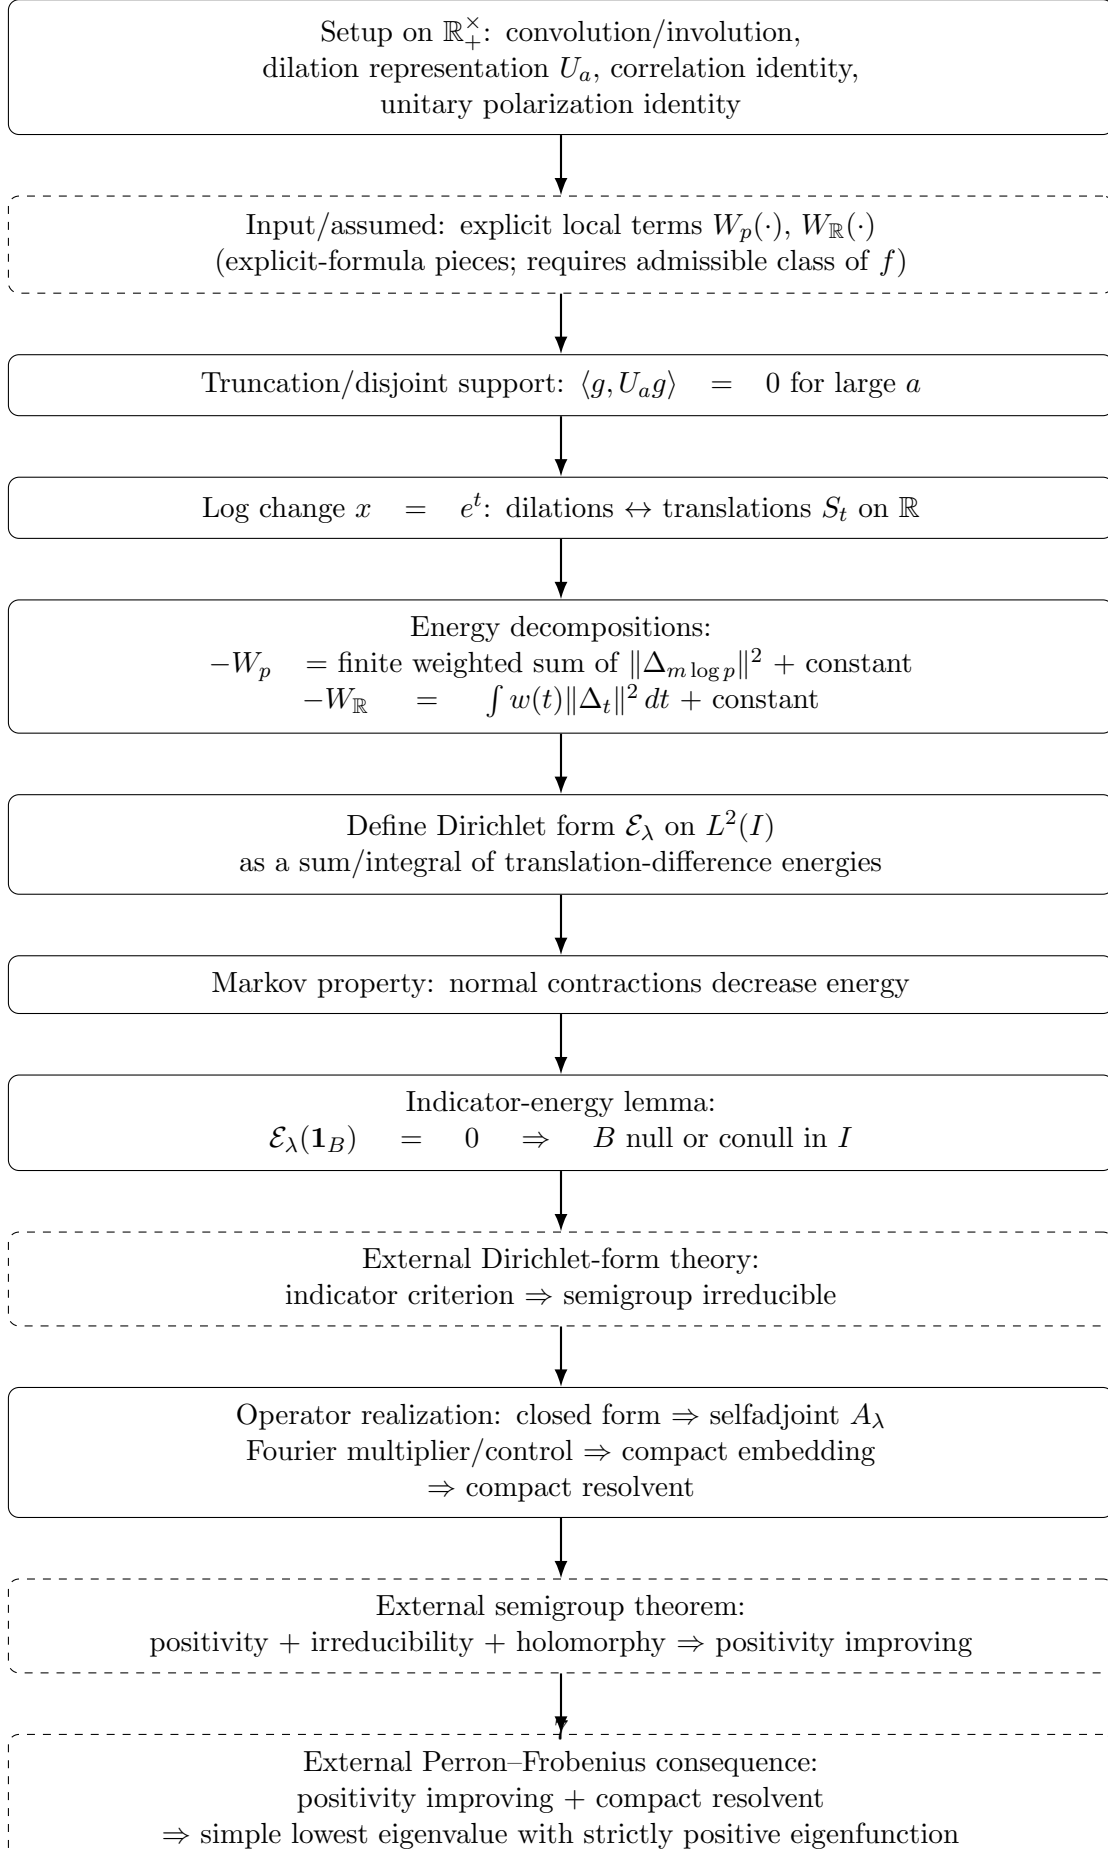 Setup on ℝ₊^×: convolution/involution,
dilation representation U_a, correlation identity,
unitary polarization identity
Input/assumed: explicit local terms W_p(·), W_ℝ(·)
(explicit-formula pieces; requires admissible class of f)
Truncation/disjoint support: ⟨g, U_a g⟩ = 0 for large a
Log change x = e^t: dilations ↔ translations S_t on ℝ
Energy decompositions:
−W_p = finite weighted sum of ‖Δ_{m log p}‖² + constant
−W_ℝ = ∫ w(t)‖Δ_t‖² dt + constant
Define Dirichlet form ℰ_λ on L²(I)
as a sum/integral of translation-difference energies
Markov property: normal contractions decrease energy
Indicator-energy lemma:
ℰ_λ(𝟏_B) = 0 ⇒ B null or conull in I
External Dirichlet-form theory:
indicator criterion ⇒ semigroup irreducible
Operator realization: closed form ⇒ selfadjoint A_λ
Fourier multiplier/control ⇒ compact embedding
⇒ compact resolvent
External semigroup theorem:
positivity + irreducibility + holomorphy ⇒ positivity improving
External Perron–Frobenius consequence:
positivity improving + compact resolvent
⇒ simple lowest eigenvalue with strictly positive eigenfunction